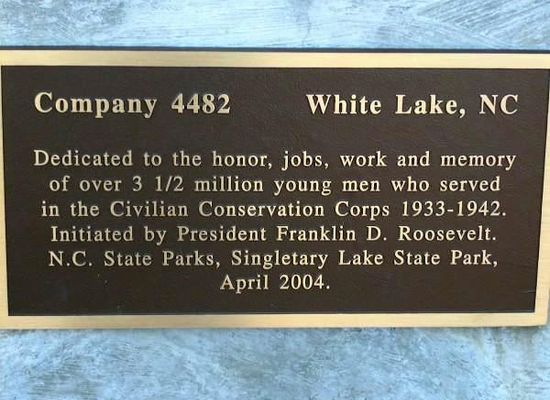 Company 4482 White Lake, NC
Dedicated to the honor, jobs, work and memory
of over 3 1/2 million young men who served
in the Civilian Conservation Corps 1933-1942.
Initiated by President Franklin D. Roosevelt.
N.C. State Parks, Singletary Lake State Park,
April 2004.